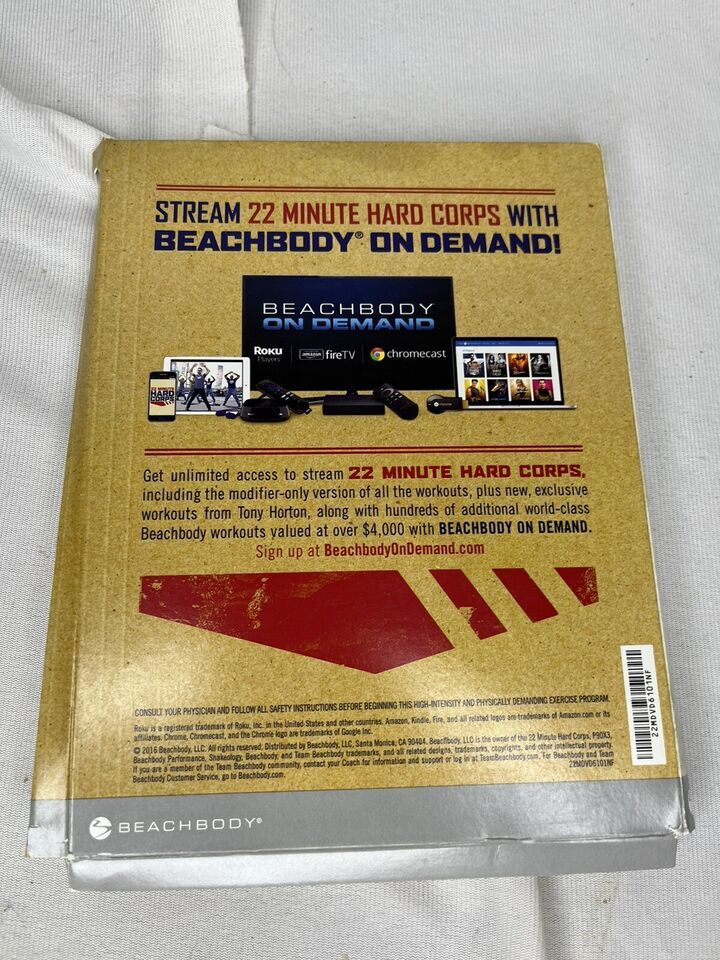 STREAM 22 MINUTE HARD CORPS WITH
BEACHBODY® ON DEMAND!
BEACHBODY
ON DEMAND
Roku
Players
amazon
fireTV
chromecast
22 MINUTE
HARD
CORPS
chrome
Get unlimited access to stream 22 MINUTE HARD CORPS,
including the modifier-only version of all the workouts, plus new, exclusive
workouts from Tony Horton, along with hundreds of additional world-class
Beachbody workouts valued at over $4,000 with BEACHBODY ON DEMAND.
Sign up at BeachbodyOnDemand.com
CONSULT YOUR PHYSICIAN AND FOLLOW ALL SAFETY INSTRUCTIONS BEFORE BEGINNING THIS HIGH-INTENSITY AND PHYSICALLY DEMANDING EXERCISE PROGRAM.
Roku is a registered trademark of Roku, Inc. in the United States and other countries. Amazon, Kindle, Fire, and all related logos are trademarks of Amazon.com or its
affiliates. Chrome, Chromecast, and the Chrome logo are trademarks of Google Inc.
© 2016 Beachbody, LLC. All rights reserved. Distributed by Beachbody, LLC, Santa Monica, CA 90404. Beachbody, LLC is the owner of the 22 Minute Hard Corps, P90X3,
Beachbody Performance, Shakeology, Beachbody, and Team Beachbody trademarks, and all related designs, trademarks, copyrights, and other intellectual property.
If you are a member of the Team Beachbody community, contact your Coach for information and support or log in at TeamBeachbody.com. For Beachbody and Team
Beachbody Customer Service, go to Beachbody.com.
22MDVD6101NF
22MDVD6101NF
BEACHBODY®